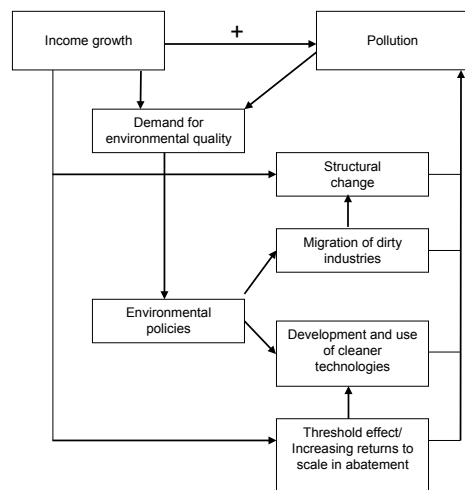 Income growth
+
Pollution
Demand for
environmental quality
Structural
change
Migration of dirty
industries
Environmental
policies
Development and use
of cleaner
technologies
Threshold effect/
Increasing returns to
scale in abatement